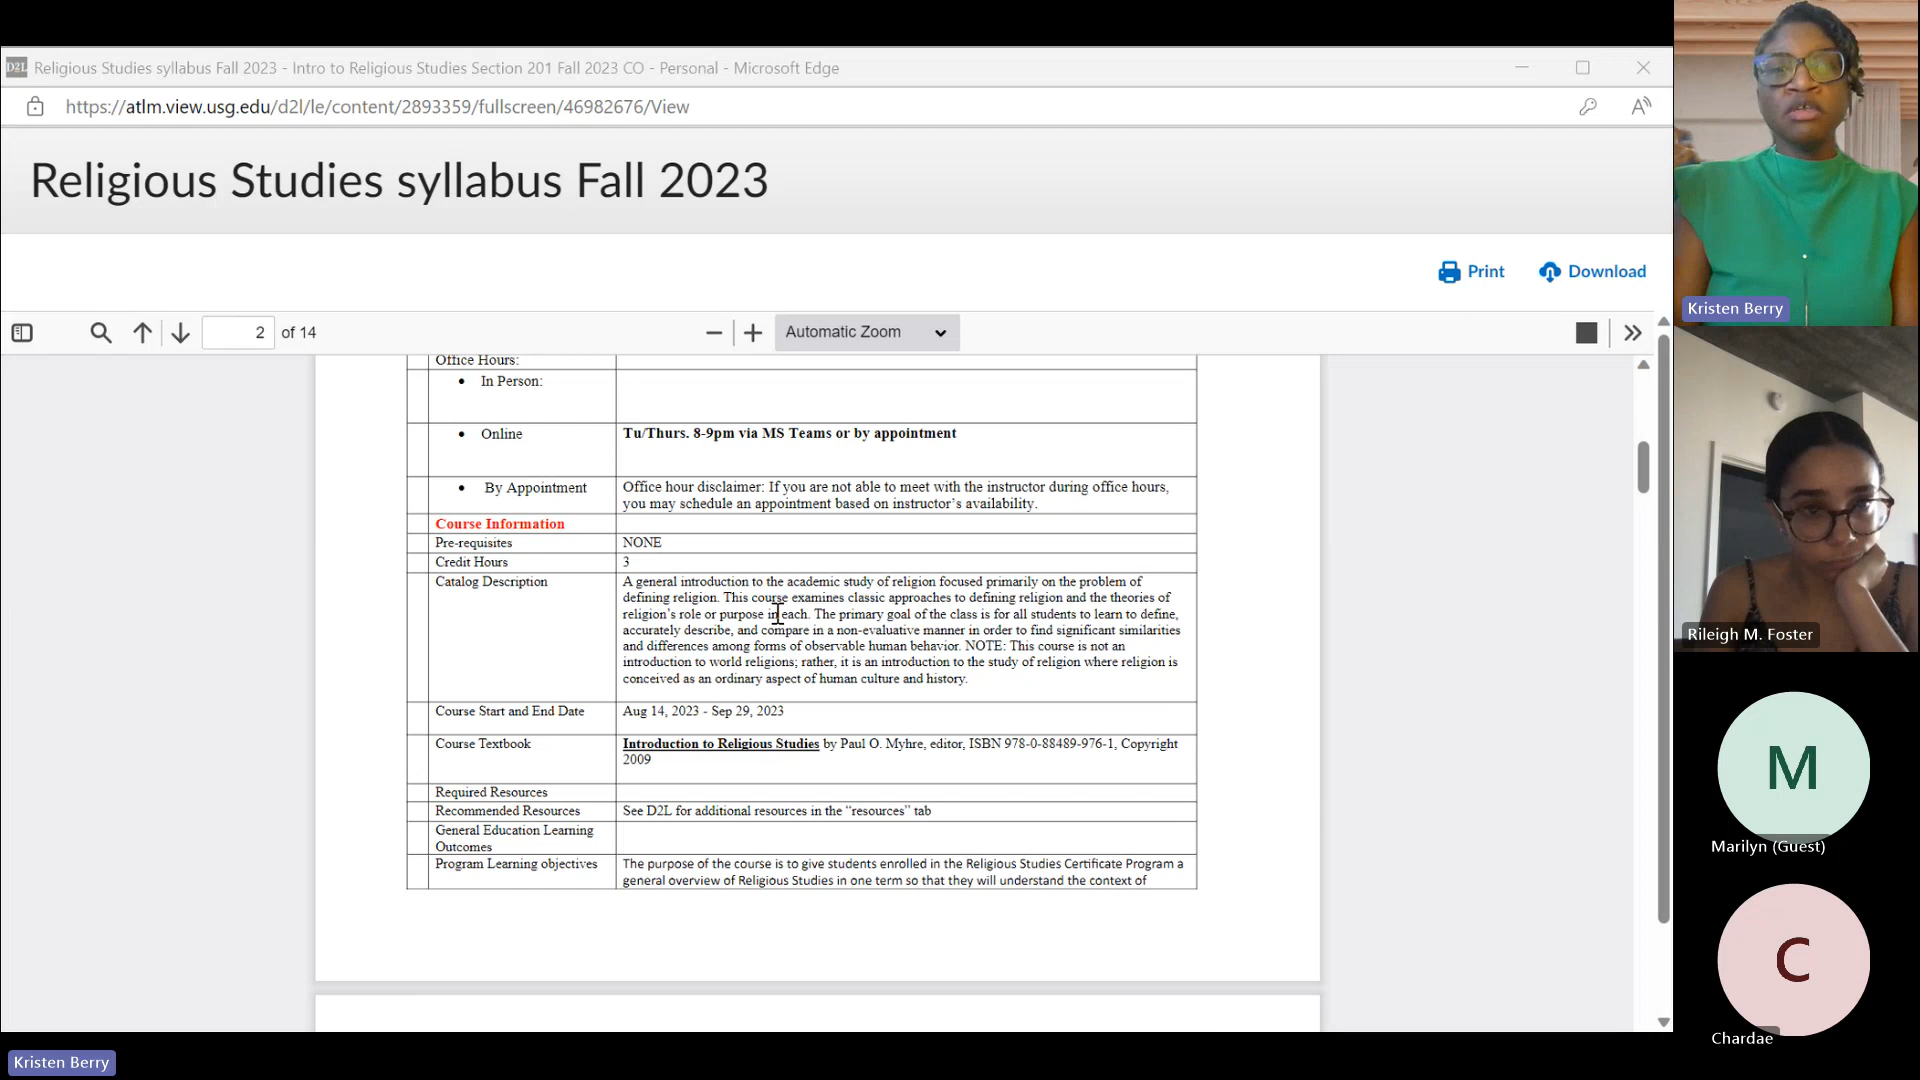 D2L Religious Studies syllabus Fall 2023 - Intro to Religious Studies Section 201 Fall 2023 CO - Personal - Microsoft Edge
https://atlm.view.usg.edu/d2l/le/content/2893359/fullscreen/46982676/View
Religious Studies syllabus Fall 2023
Print Download
2 of 14 Automatic Zoom
Office Hours:
• In Person:
• Online Tu/Thurs. 8-9pm via MS Teams or by appointment
• By Appointment Office hour disclaimer: If you are not able to meet with the instructor during office hours,
you may schedule an appointment based on instructor’s availability.
Course Information
Pre-requisites NONE
Credit Hours 3
Catalog Description A general introduction to the academic study of religion focused primarily on the problem of
defining religion. This course examines classic approaches to defining religion and the theories of
religion’s role or purpose in each. The primary goal of the class is for all students to learn to define,
accurately describe, and compare in a non-evaluative manner in order to find significant similarities
and differences among forms of observable human behavior. NOTE: This course is not an
introduction to world religions; rather, it is an introduction to the study of religion where religion is
conceived as an ordinary aspect of human culture and history.
Course Start and End Date Aug 14, 2023 - Sep 29, 2023
Course Textbook Introduction to Religious Studies by Paul O. Myhre, editor, ISBN 978-0-88489-976-1, Copyright
2009
Required Resources
Recommended Resources See D2L for additional resources in the “resources” tab
General Education Learning
Outcomes
Program Learning objectives The purpose of the course is to give students enrolled in the Religious Studies Certificate Program a
general overview of Religious Studies in one term so that they will understand the context of
Kristen Berry
Kristen Berry
Rileigh M. Foster
M
Marilyn (Guest)
C
Chardae